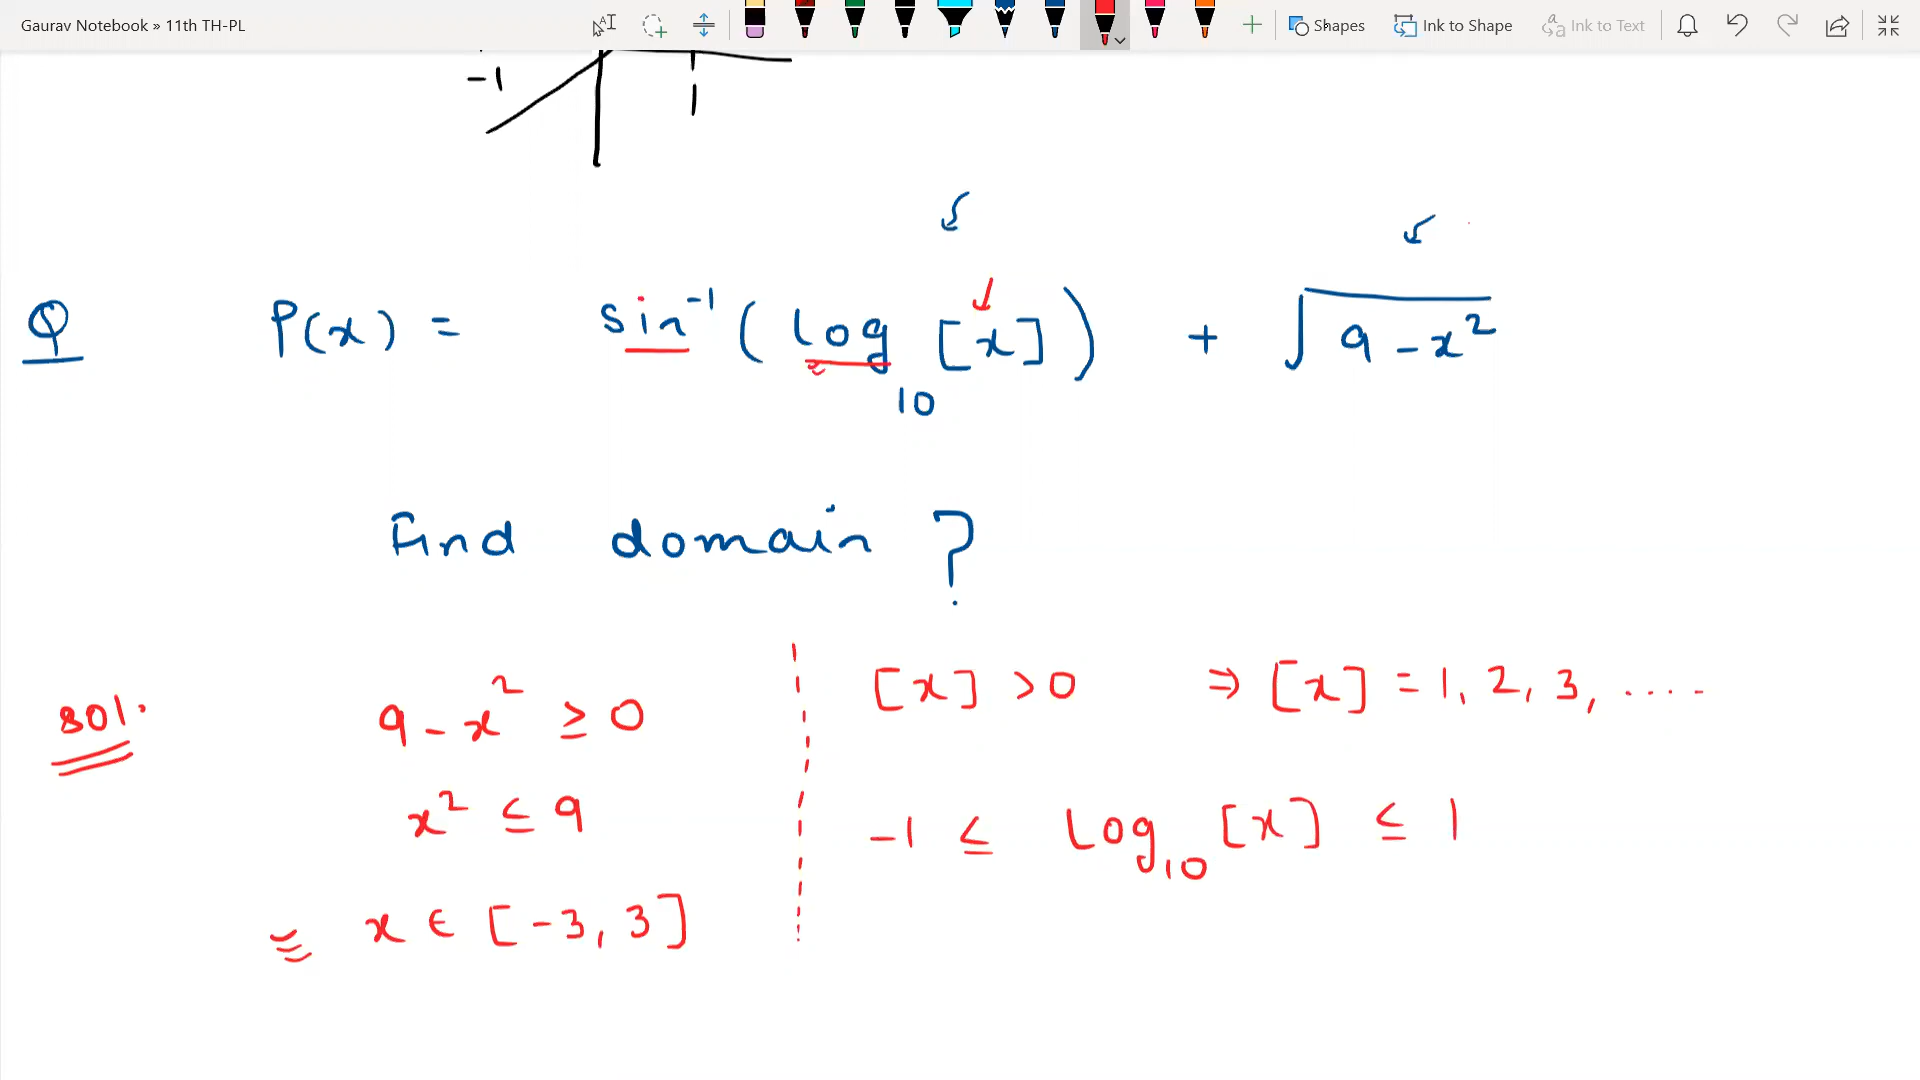 Gaurav Notebook » 11th TH-PL
Shapes
Ink to Shape
Ink to Text
-1
1
Q P(x) = sin⁻¹ ( log₁₀ [x] ) + √(9 - x²)
Find domain ?
sol.
9 - x² ≥ 0
x² ≤ 9
x ∈ [-3, 3]
[x] > 0 ⇒ [x] = 1, 2, 3, .....
-1 ≤ log₁₀ [x] ≤ 1